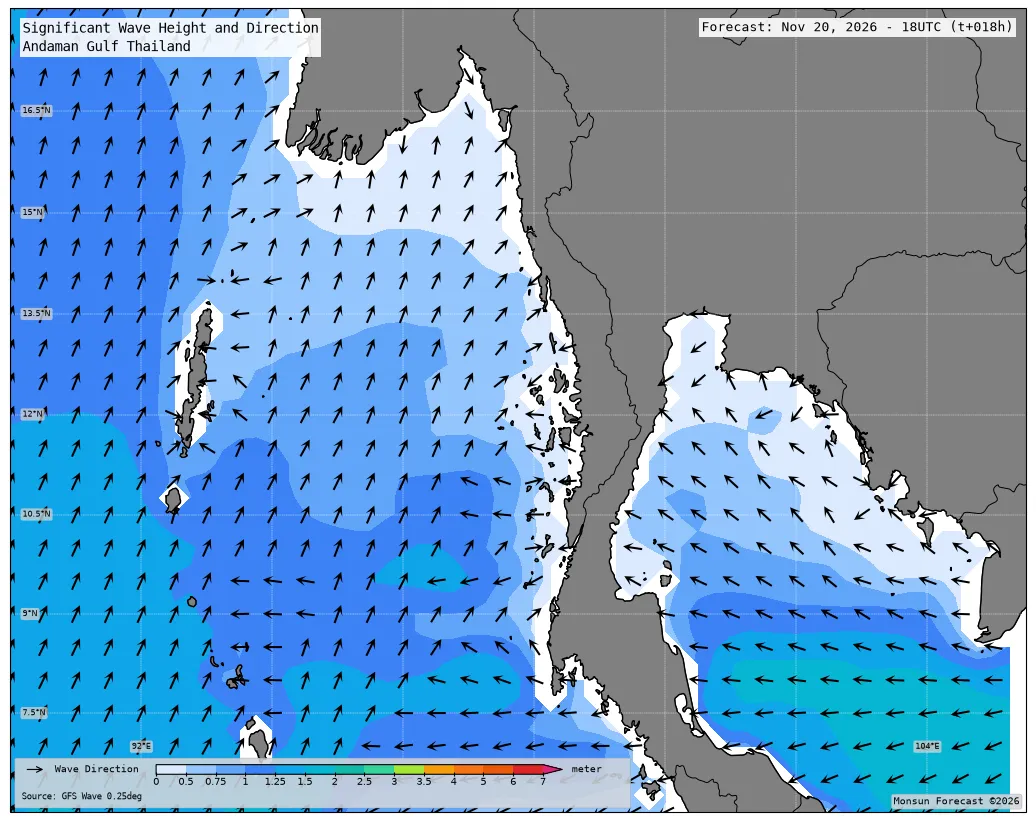 Significant Wave Height and Direction
Andaman Gulf Thailand
Forecast: Nov 20, 2026 - 18UTC (t+018h)
16.5°N
15°N
13.5°N
12°N
10.5°N
9°N
7.5°N
92°E
104°E
Wave Direction
0.5 0.75 1 1.25 1.5 2 2.5 3 3.5 4 5 6 7 meter
Source: GFS Wave 0.25deg
Monsun Forecast ©2026